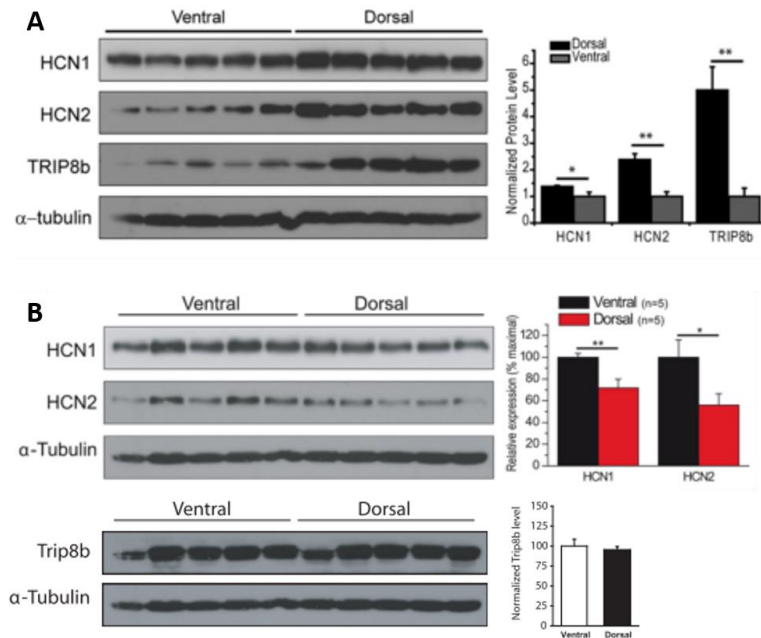 A
Ventral Dorsal
HCN1
HCN2
TRIP8b
α-tubulin
Dorsal
Ventral
Normalized Protein Level
6
5
4
3
2
1
0
* ** **
HCN1 HCN2 TRIP8b
B
Ventral Dorsal
HCN1
HCN2
α-Tubulin
Ventral (n=5)
Dorsal (n=5)
Relative expression (% maximal)
120
100
80
60
40
20
0
** *
HCN1 HCN2
Ventral Dorsal
Trip8b
α-Tubulin
Normalized Trip8b level
150
125
100
75
50
25
0
Ventral Dorsal